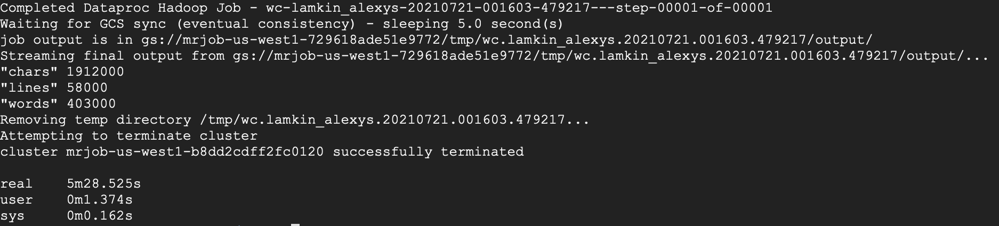 Completed Dataproc Hadoop Job - wc-lamkin_alexys-20210721-001603-479217---step-00001-of-00001
Waiting for GCS sync (eventual consistency) - sleeping 5.0 second(s)
job output is in gs://mrjob-us-west1-729618ade51e9772/tmp/wc.lamkin_alexys.20210721.001603.479217/output/
Streaming final output from gs://mrjob-us-west1-729618ade51e9772/tmp/wc.lamkin_alexys.20210721.001603.479217/output/...
"chars" 1912000
"lines" 58000
"words" 403000
Removing temp directory /tmp/wc.lamkin_alexys.20210721.001603.479217...
Attempting to terminate cluster
cluster mrjob-us-west1-b8dd2cdff2fc0120 successfully terminated
real 5m28.525s
user 0m1.374s
sys 0m0.162s